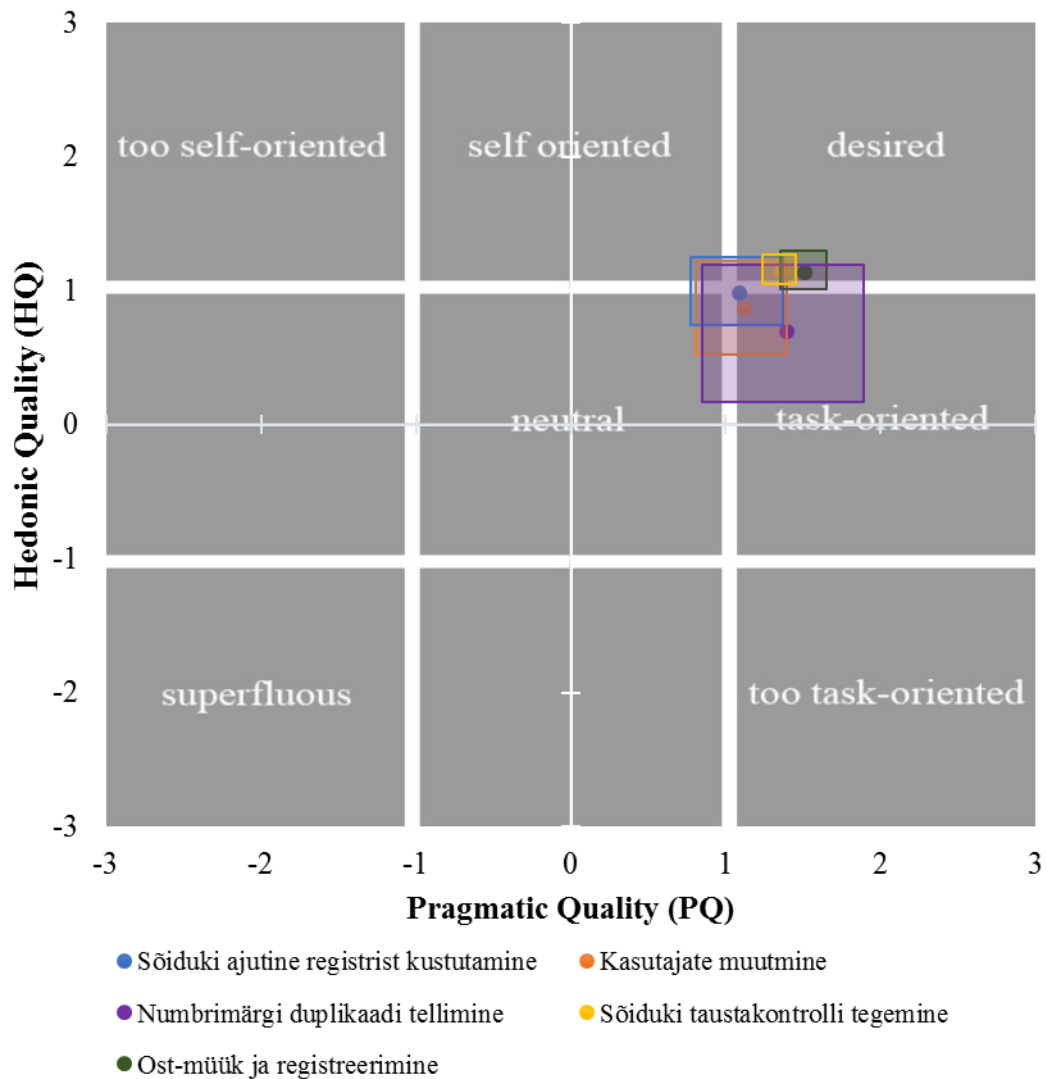 3
too self-oriented self oriented desired
2
1
0
neutral task-oriented
-1
superfluous too task-oriented
-2
-3
-3 -2 -1 0 1 2 3
Hedonic Quality (HQ)
Pragmatic Quality (PQ)
Sõiduki ajutine registrist kustutamine Kasutajate muutmine
Numbrimärgi duplikaadi tellimine Sõiduki taustakontrolli tegemine
Ost-müük ja registreerimine